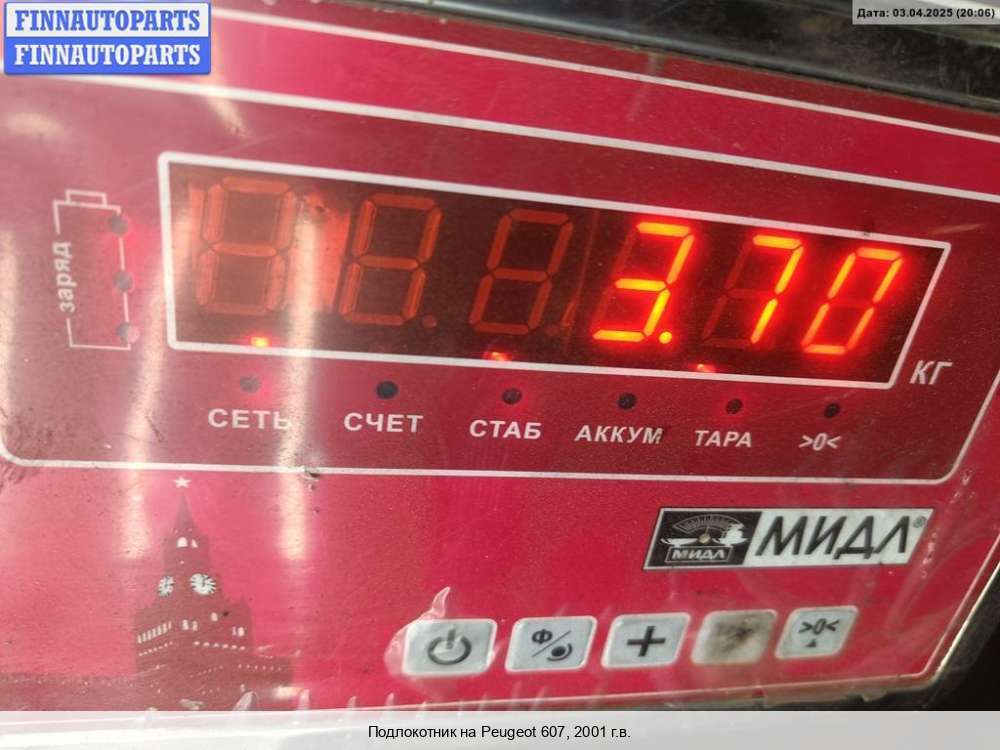 FINNAUTOPARTS
FINNAUTOPARTS
Дата: 03.04.2025 (20:06)
заряд
3.70
КГ
СЕТЬ
СЧЕТ
СТАБ
АККУМ
ТАРА
>0<
МИДЛ
МИДЛ®
Ф/
+
>0<
Подлокотник на Peugeot 607, 2001 г.в.